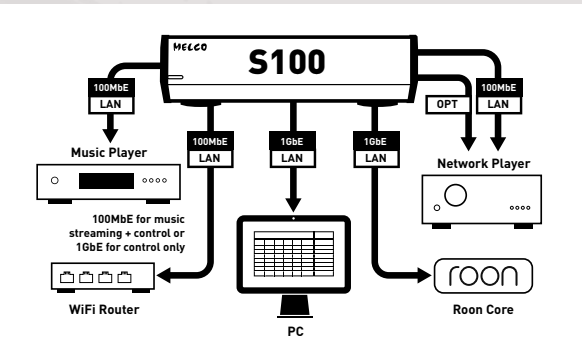 MELCO
S100
100MbE
LAN
OPT
100MbE
LAN
100MbE
LAN
1GbE
LAN
1GbE
LAN
Music Player
Network Player
100MbE for music
streaming + control or
1GbE for control only
roon
WiFi Router
PC
Roon Core